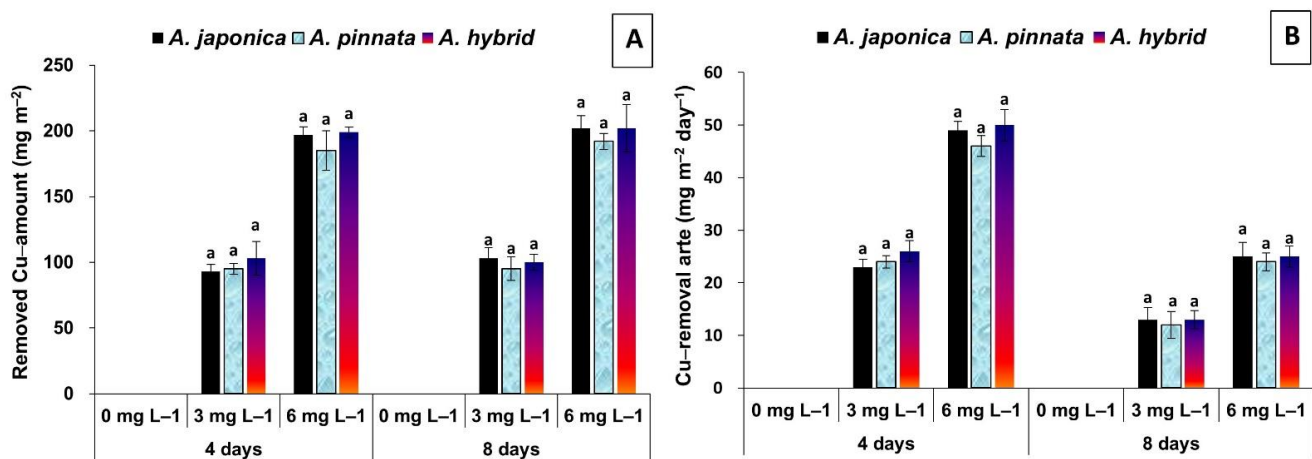 A. japonica A. pinnata A. hybrid
A
Removed Cu–amount (mg m–2)
250
200
150
100
50
0
a a a a a a a a a a a a
0 mg L–1 3 mg L–1 6 mg L–1 0 mg L–1 3 mg L–1 6 mg L–1
4 days 8 days
A. japonica A. pinnata A. hybrid
B
Cu–removal arte (mg m–2 day–1)
60
50
40
30
20
10
0
a a a a a a a a a a a a
0 mg L–1 3 mg L–1 6 mg L–1 0 mg L–1 3 mg L–1 6 mg L–1
4 days 8 days